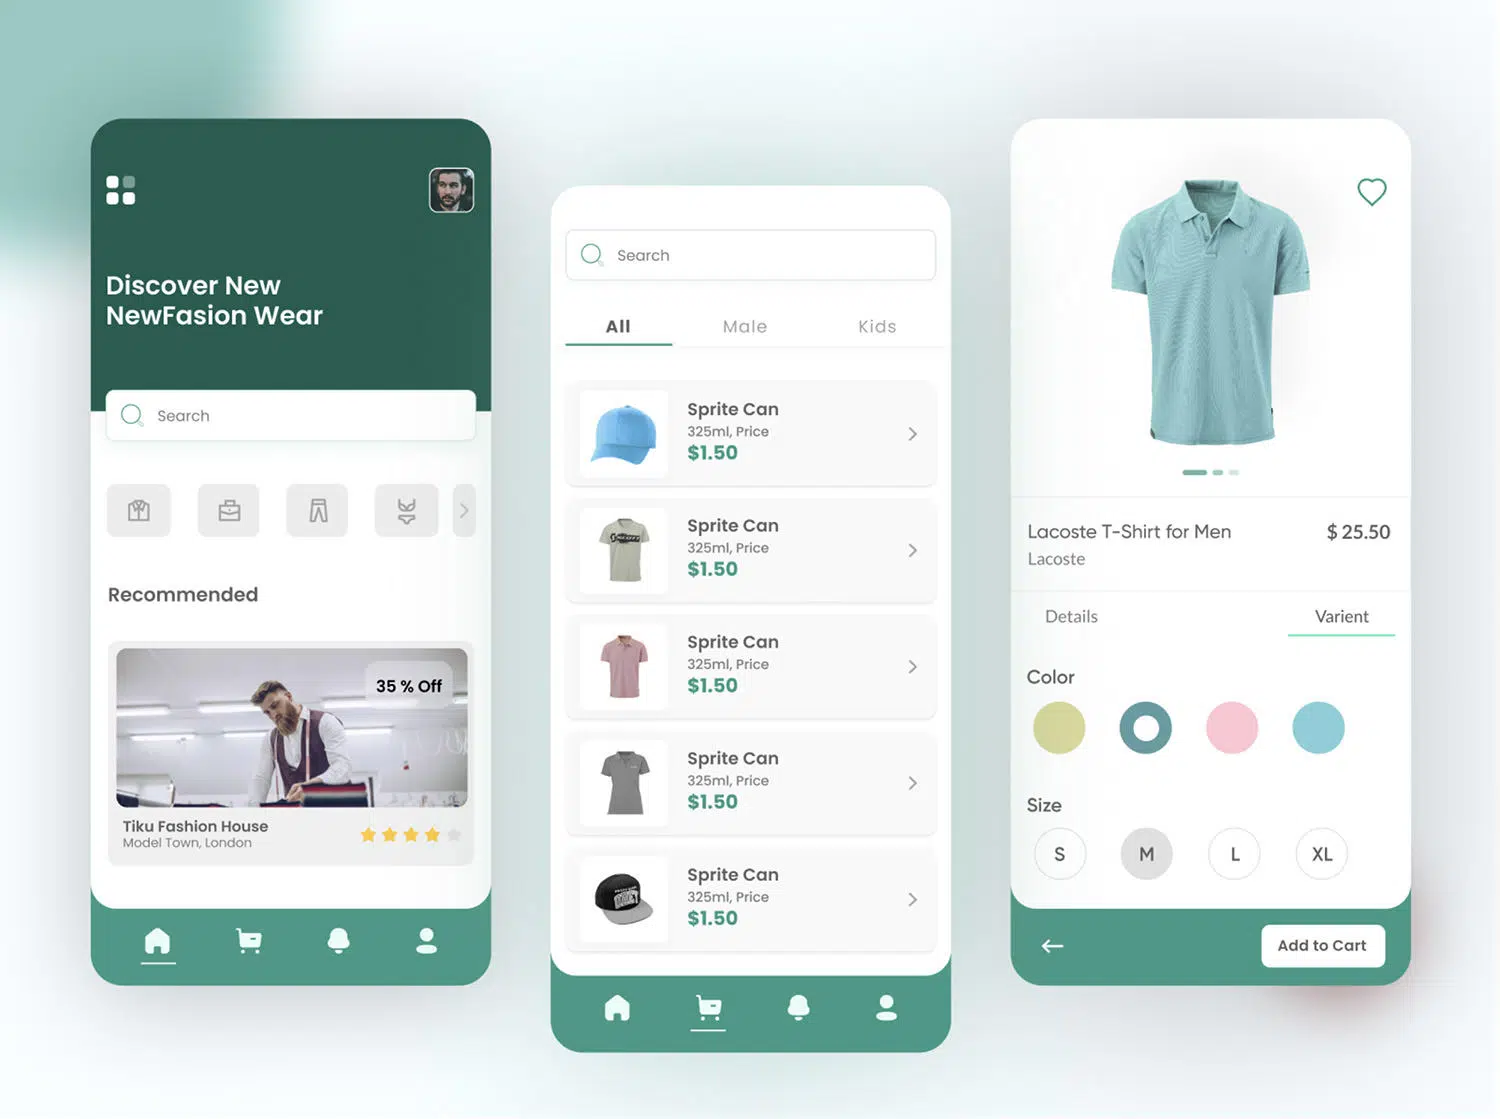 Discover New
NewFasion Wear
Search
Recommended
35 % Off
Tiku Fashion House
Model Town, London
Search
All Male Kids
Sprite Can
325ml, Price
$1.50
Sprite Can
325ml, Price
$1.50
SCOTT
Sprite Can
325ml, Price
$1.50
Sprite Can
325ml, Price
$1.50
Sprite Can
325ml, Price
$1.50
Lacoste T-Shirt for Men $ 25.50
Lacoste
Details Varient
Color
Size
S M L XL
Add to Cart